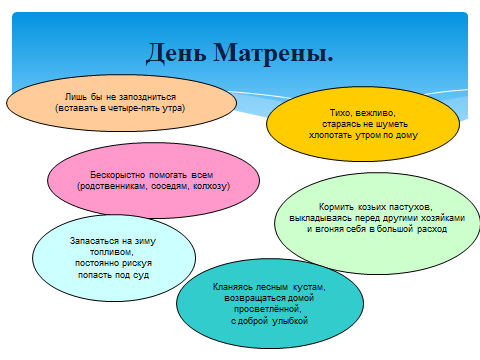 День Матрены.
Лишь бы не запоздниться
(вставать в четыре-пять утра)
Тихо, вежливо,
стараясь не шуметь
хлопотать утром по дому
Бескорыстно помогать всем
(родственникам, соседям, колхозу)
Кормить козьих пастухов,
выкладываясь перед другими хозяйками
и вгоняя себя в большой расход
Запасаться на зиму
топливом,
постоянно рискуя
попасть под суд
Кланяясь лесным кустам,
возвращаться домой
просветлённой,
с доброй улыбкой